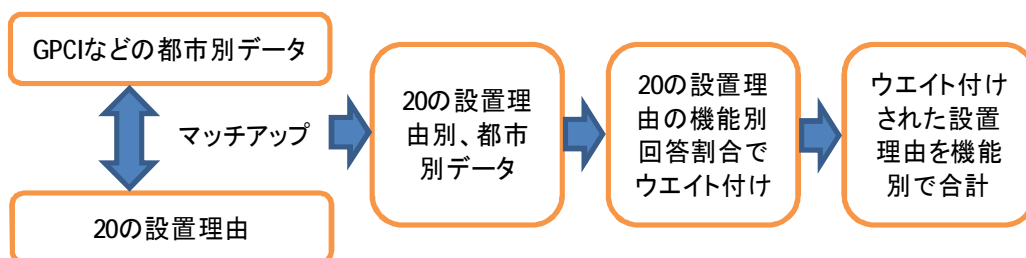 GPCIなどの都市別データ
マッチアップ
20の設置理由
20の設置理
由別、都市
別データ
20の設置理
由の機能別
回答割合で
ウエイト付け
ウエイト付け
された設置
理由を機能
別で合計